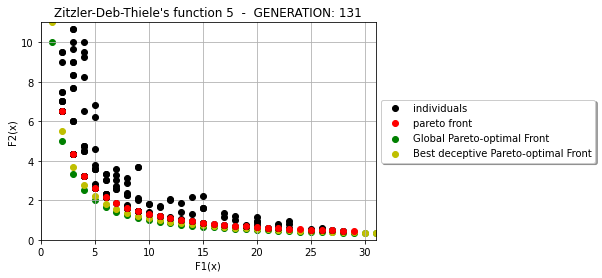 Zitzler-Deb-Thiele's function 5 - GENERATION: 131
10
8
6
4
2
0
F2(x)
0 5 10 15 20 25 30
F1(x)
individuals
pareto front
Global Pareto-optimal Front
Best deceptive Pareto-optimal Front